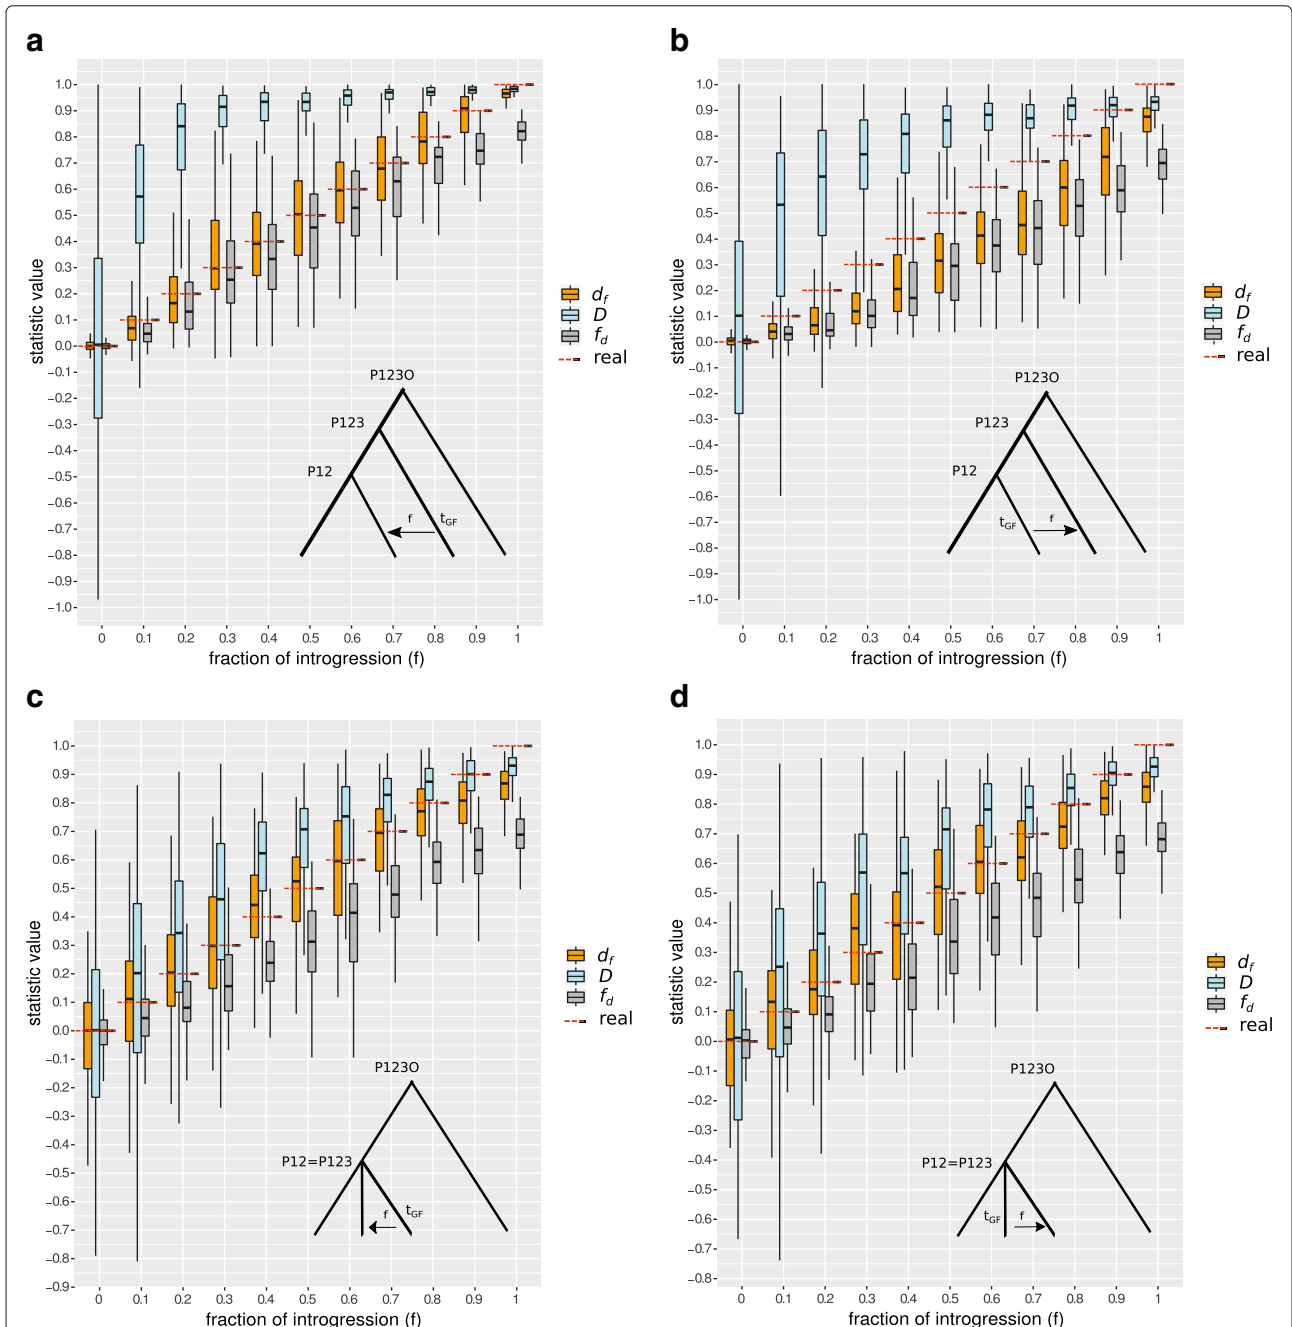 a
1.0
0.9
0.8
0.7
0.6
0.5
0.4
0.3
0.2
0.1
0.0
−0.1
−0.2
−0.3
−0.4
−0.5
−0.6
−0.7
−0.8
−0.9
−1.0
statistic value
0 0.1 0.2 0.3 0.4 0.5 0.6 0.7 0.8 0.9 1
fraction of introgression (f)
P123O
P123
P12
f
tGF
df
D
fd
real
b
1.0
0.9
0.8
0.7
0.6
0.5
0.4
0.3
0.2
0.1
0.0
−0.1
−0.2
−0.3
−0.4
−0.5
−0.6
−0.7
−0.8
−0.9
−1.0
statistic value
0 0.1 0.2 0.3 0.4 0.5 0.6 0.7 0.8 0.9 1
fraction of introgression (f)
P123O
P123
P12
tGF
f
df
D
fd
real
c
1.0
0.9
0.8
0.7
0.6
0.5
0.4
0.3
0.2
0.1
0.0
−0.1
−0.2
−0.3
−0.4
−0.5
−0.6
−0.7
−0.8
−0.9
statistic value
0 0.1 0.2 0.3 0.4 0.5 0.6 0.7 0.8 0.9 1
fraction of introgression (f)
P123O
P12=P123
f
tGF
df
D
fd
real
d
1.0
0.9
0.8
0.7
0.6
0.5
0.4
0.3
0.2
0.1
0.0
−0.1
−0.2
−0.3
−0.4
−0.5
−0.6
−0.7
−0.8
statistic value
0 0.1 0.2 0.3 0.4 0.5 0.6 0.7 0.8 0.9 1
fraction of introgression (f)
P123O
P12=P123
tGF
f
df
D
fd
real